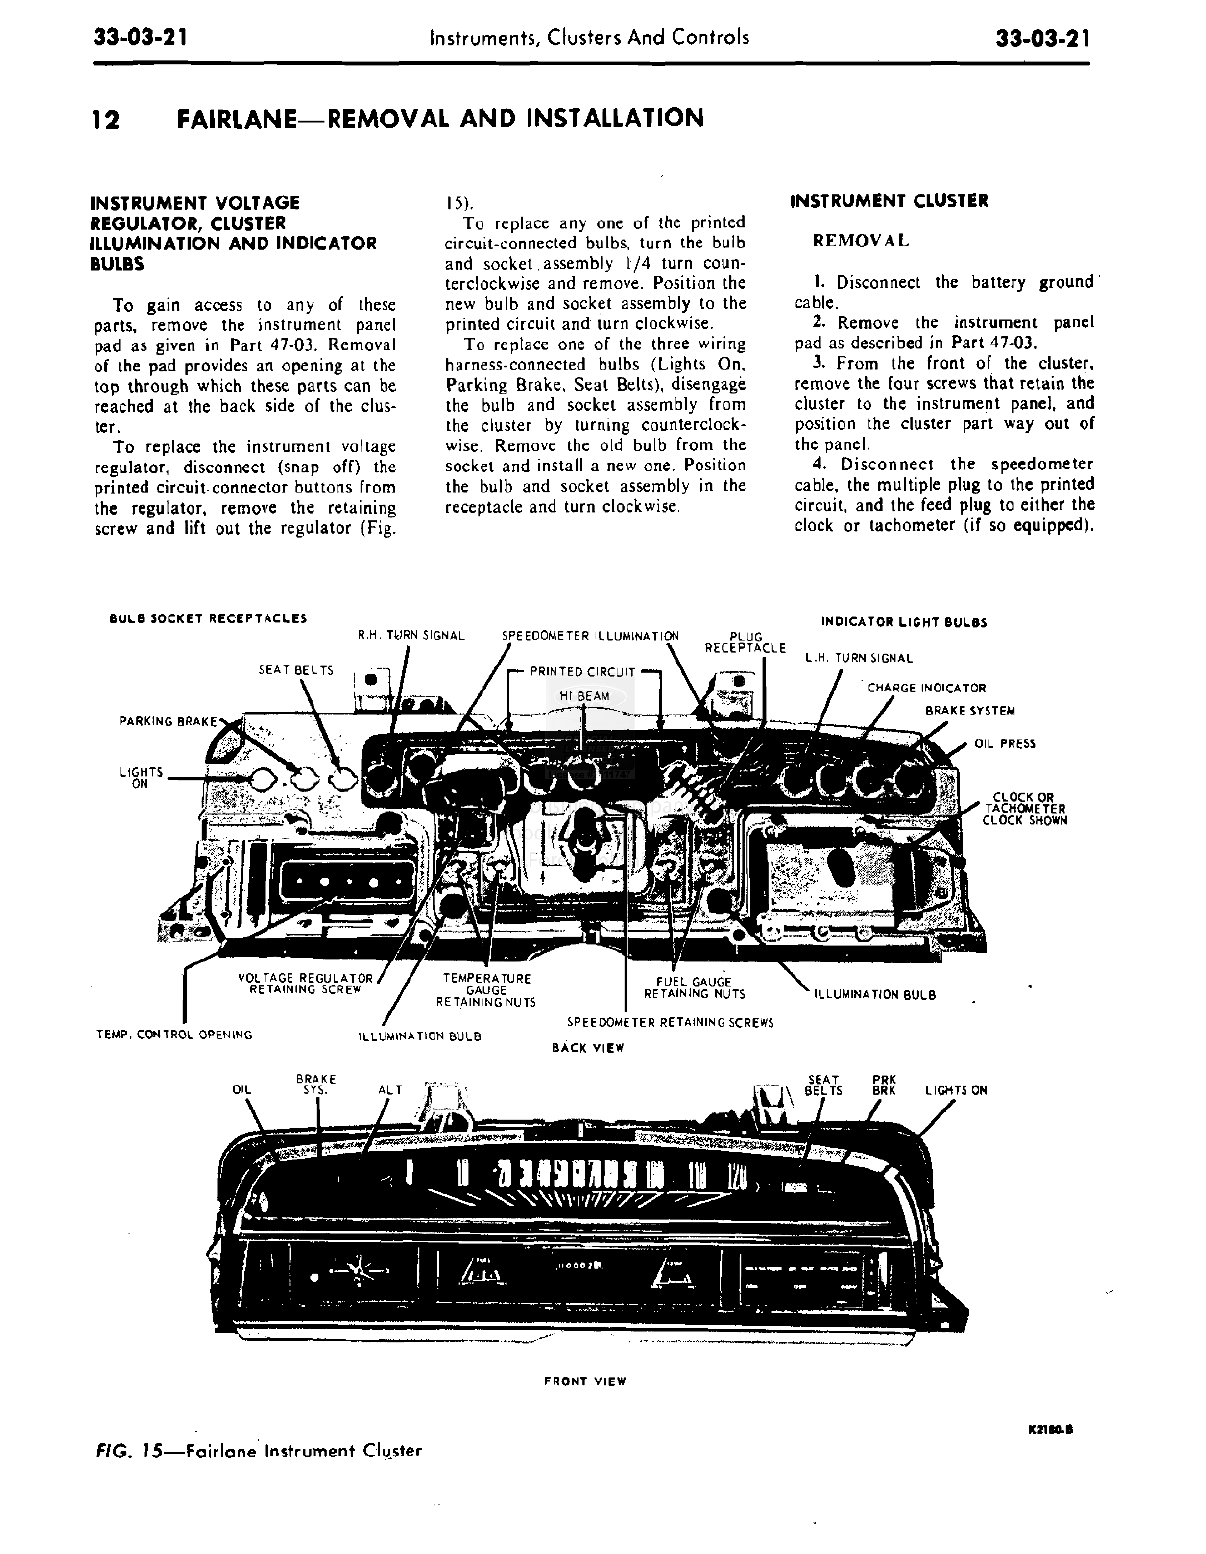 33-03-21 Instruments, Clusters And Controls 33-03-21
12 FAIRLANE—REMOVAL AND INSTALLATION
INSTRUMENT VOLTAGE
REGULATOR, CLUSTER
ILLUMINATION AND INDICATOR
BULBS
To gain access to any of these
parts, remove the instrument panel
pad as given in Part 47-03. Removal
of the pad provides an opening at the
top through which these parts can be
reached at the back side of the clus-
ter.
To replace the instrument voltage
regulator, disconnect (snap off) the
printed circuit connector buttons from
the regulator, remove the retaining
screw and lift out the regulator (Fig.
15).
To replace any one of the printed
circuit-connected bulbs, turn the bulb
and socket assembly 1/4 turn coun-
terclockwise and remove. Position the
new bulb and socket assembly to the
printed circuit and turn clockwise.
To replace one of the three wiring
harness-connected bulbs (Lights On,
Parking Brake, Seat Belts), disengage
the bulb and socket assembly from
the cluster by turning counterclock-
wise. Remove the old bulb from the
socket and install a new one. Position
the bulb and socket assembly in the
receptacle and turn clockwise.
INSTRUMENT CLUSTER
REMOVAL
1. Disconnect the battery ground
cable.
2. Remove the instrument panel
pad as described in Part 47-03.
3. From the front of the cluster,
remove the four screws that retain the
cluster to the instrument panel, and
position the cluster part way out of
the panel.
4. Disconnect the speedometer
cable, the multiple plug to the printed
circuit, and the feed plug to either the
clock or tachometer (if so equipped).
BULB SOCKET RECEPTACLES
R.H. TURN SIGNAL
SPEEDOMETER ILLUMINATION
PLUG
RECEPTACLE
INDICATOR LIGHT BULBS
L.H. TURN SIGNAL
SEAT BELTS
PRINTED CIRCUIT
CHARGE INDICATOR
HI BEAM
BRAKE SYSTEM
PARKING BRAKE
OIL PRESS
LIGHTS
ON
CLOCK OR
TACHOMETER
CLOCK SHOWN
VOLTAGE REGULATOR
RETAINING SCREW
TEMPERATURE
GAUGE
RETAINING NUTS
FUEL GAUGE
RETAINING NUTS
ILLUMINATION BULB
SPEEDOMETER RETAINING SCREWS
TEMP. CONTROL OPENING
ILLUMINATION BULB
BACK VIEW
OIL
BRAKE
SYS.
ALT
SEAT
BELTS
PRK
BRK
LIGHTS ON
110
120
FRONT VIEW
K2180-B
FIG. 15—Fairlane Instrument Cluster